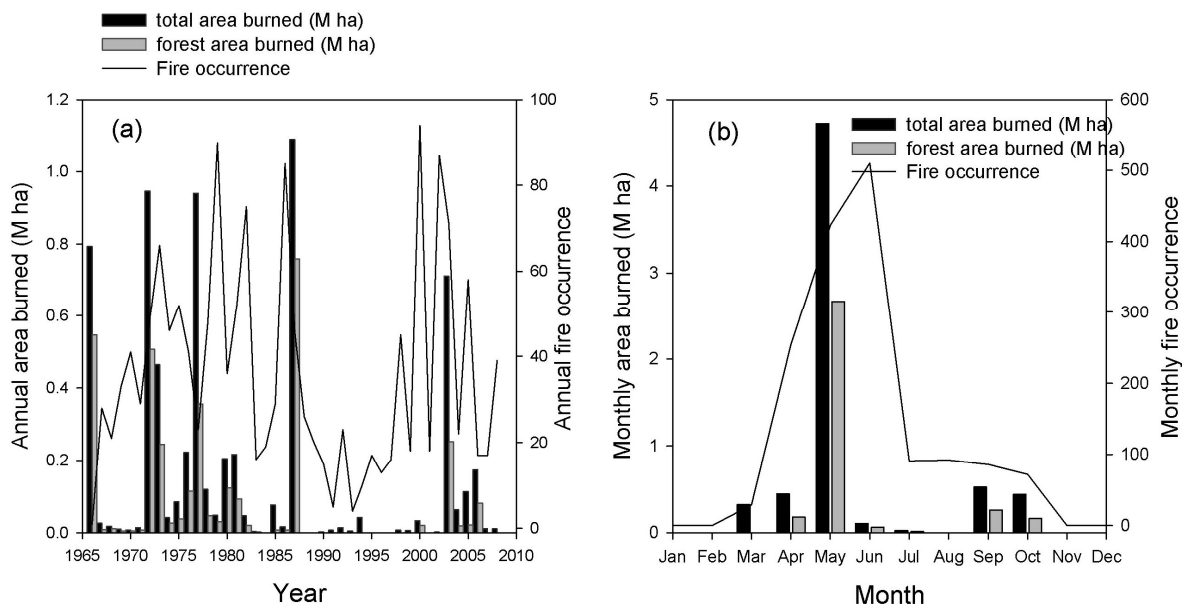 total area burned (M ha)
forest area burned (M ha)
Fire occurrence
(a)
Annual area burned (M ha)
1.2
1.0
0.8
0.6
0.4
0.2
0.0
100
80
60
40
20
0
Annual fire occurrence
1965 1970 1975 1980 1985 1990 1995 2000 2005 2010
Year
(b)
total area burned (M ha)
forest area burned (M ha)
Fire occurrence
Monthly area burned (M ha)
5
4
3
2
1
0
600
500
400
300
200
100
0
Monthly fire occurrence
Jan Feb Mar Apr May Jun Jul Aug Sep Oct Nov Dec
Month